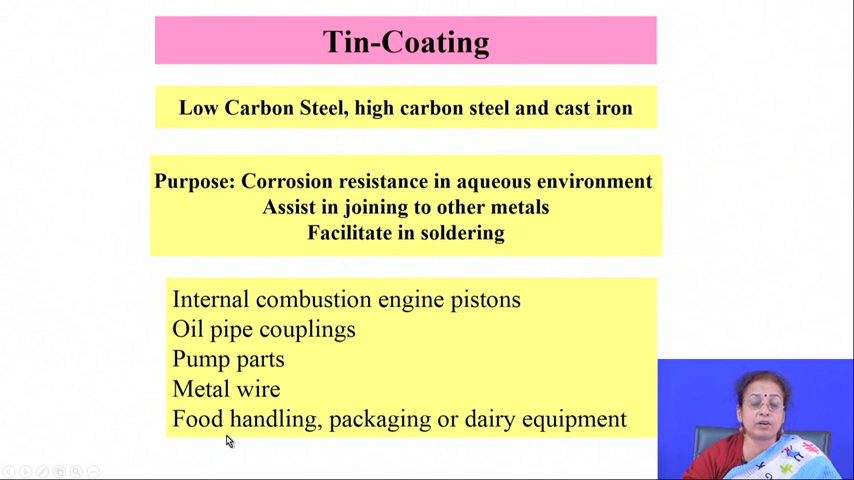 Tin-Coating
Low Carbon Steel, high carbon steel and cast iron
Purpose: Corrosion resistance in aqueous environment
Assist in joining to other metals
Facilitate in soldering
Internal combustion engine pistons
Oil pipe couplings
Pump parts
Metal wire
Food handling, packaging or dairy equipment